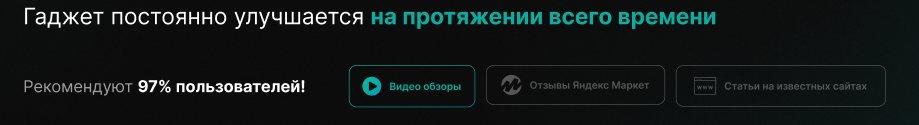 Гаджет постоянно улучшается на протяжении всего времени
Рекомендуют 97% пользователей! Видео обзоры Отзывы Яндекс Маркет www Статьи на известных сайтах